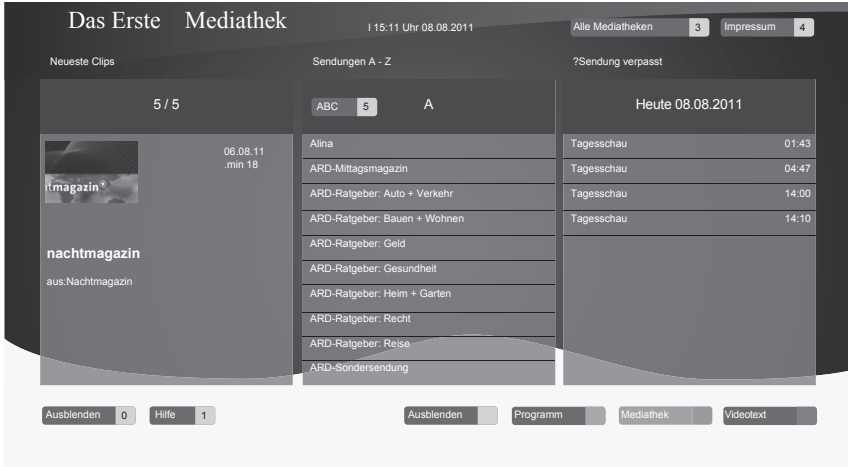 Das Erste Mediathek
l 15:11 Uhr 08.08.2011
Alle Mediatheken 3
Impressum 4
Neueste Clips
Sendungen A - Z
?Sendung verpasst
5 / 5
ABC 5
A
Heute 08.08.2011
06.08.11
.min 18
tmagazin
nachtmagazin
aus:Nachtmagazin
Alina
ARD-Mittagsmagazin
ARD-Ratgeber: Auto + Verkehr
ARD-Ratgeber: Bauen + Wohnen
ARD-Ratgeber: Geld
ARD-Ratgeber: Gesundheit
ARD-Ratgeber: Heim + Garten
ARD-Ratgeber: Recht
ARD-Ratgeber: Reise
ARD-Sondersendung
Tagesschau 01:43
Tagesschau 04:47
Tagesschau 14:00
Tagesschau 14:10
Ausblenden 0
Hilfe 1
Ausblenden
Programm
Mediathek
Videotext